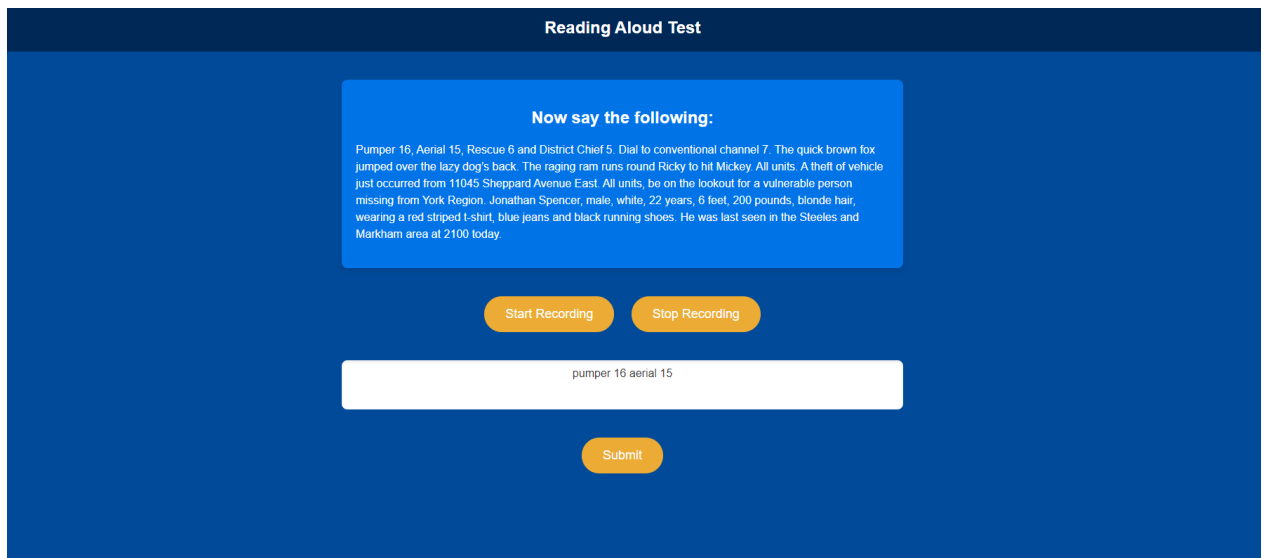 Reading Aloud Test
Now say the following:
Pumper 16, Aerial 15, Rescue 6 and District Chief 5. Dial to conventional channel 7. The quick brown fox
jumped over the lazy dog's back. The raging ram runs round Ricky to hit Mickey. All units. A theft of vehicle
just occurred from 11045 Sheppard Avenue East. All units, be on the lookout for a vulnerable person
missing from York Region. Jonathan Spencer, male, white, 22 years, 6 feet, 200 pounds, blonde hair,
wearing a red striped t-shirt, blue jeans and black running shoes. He was last seen in the Steeles and
Markham area at 2100 today.
Start Recording Stop Recording
pumper 16 aerial 15
Submit